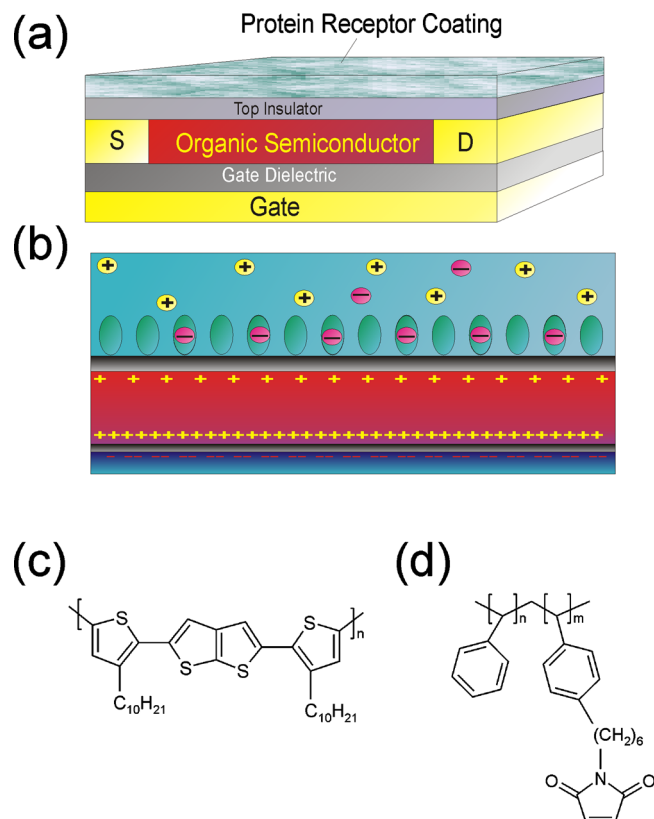 (a)
Protein Receptor Coating
Top Insulator
S Organic Semiconductor D
Gate Dielectric
Gate
(b)
+ + + − +
+ + − + +
− − − − − −
+ + + + + + + + + + + + + +
+++++++++++++++++++++++++++
− −− −− −− −− −− −− −− −− −− −− −− −−
(c)
(d)
[ S S ]n
S S
C10H21 C10H21
[ ]n [ ]m
(CH2)6
O N O